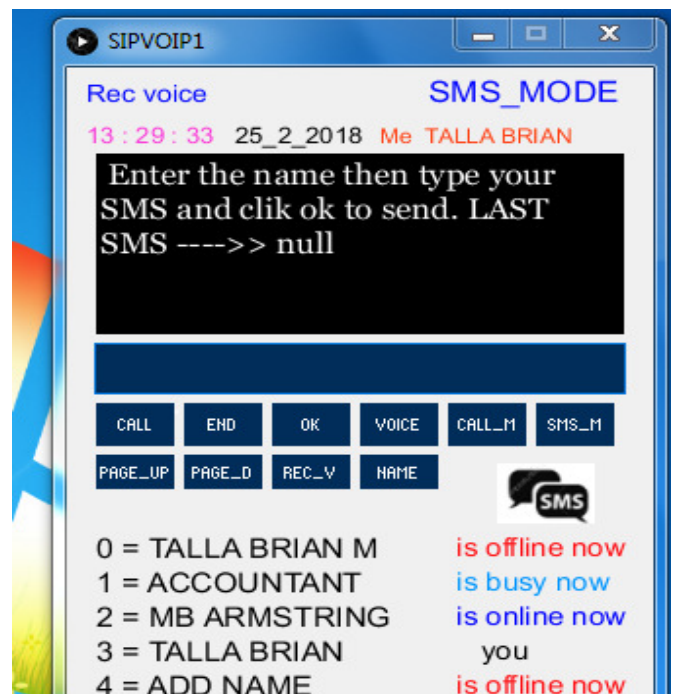 SIPVOIP1
Rec voice SMS_MODE
13 : 29 : 33 25_2_2018 Me TALLA BRIAN
Enter the name then type your
SMS and clik ok to send. LAST
SMS ---->> null
CALL END OK VOICE CALL_M SMS_M
PAGE_UP PAGE_D REC_V NAME
SMS
0 = TALLA BRIAN M is offline now
1 = ACCOUNTANT is busy now
2 = MB ARMSTRING is online now
3 = TALLA BRIAN you
4 = ADD NAME is offline now